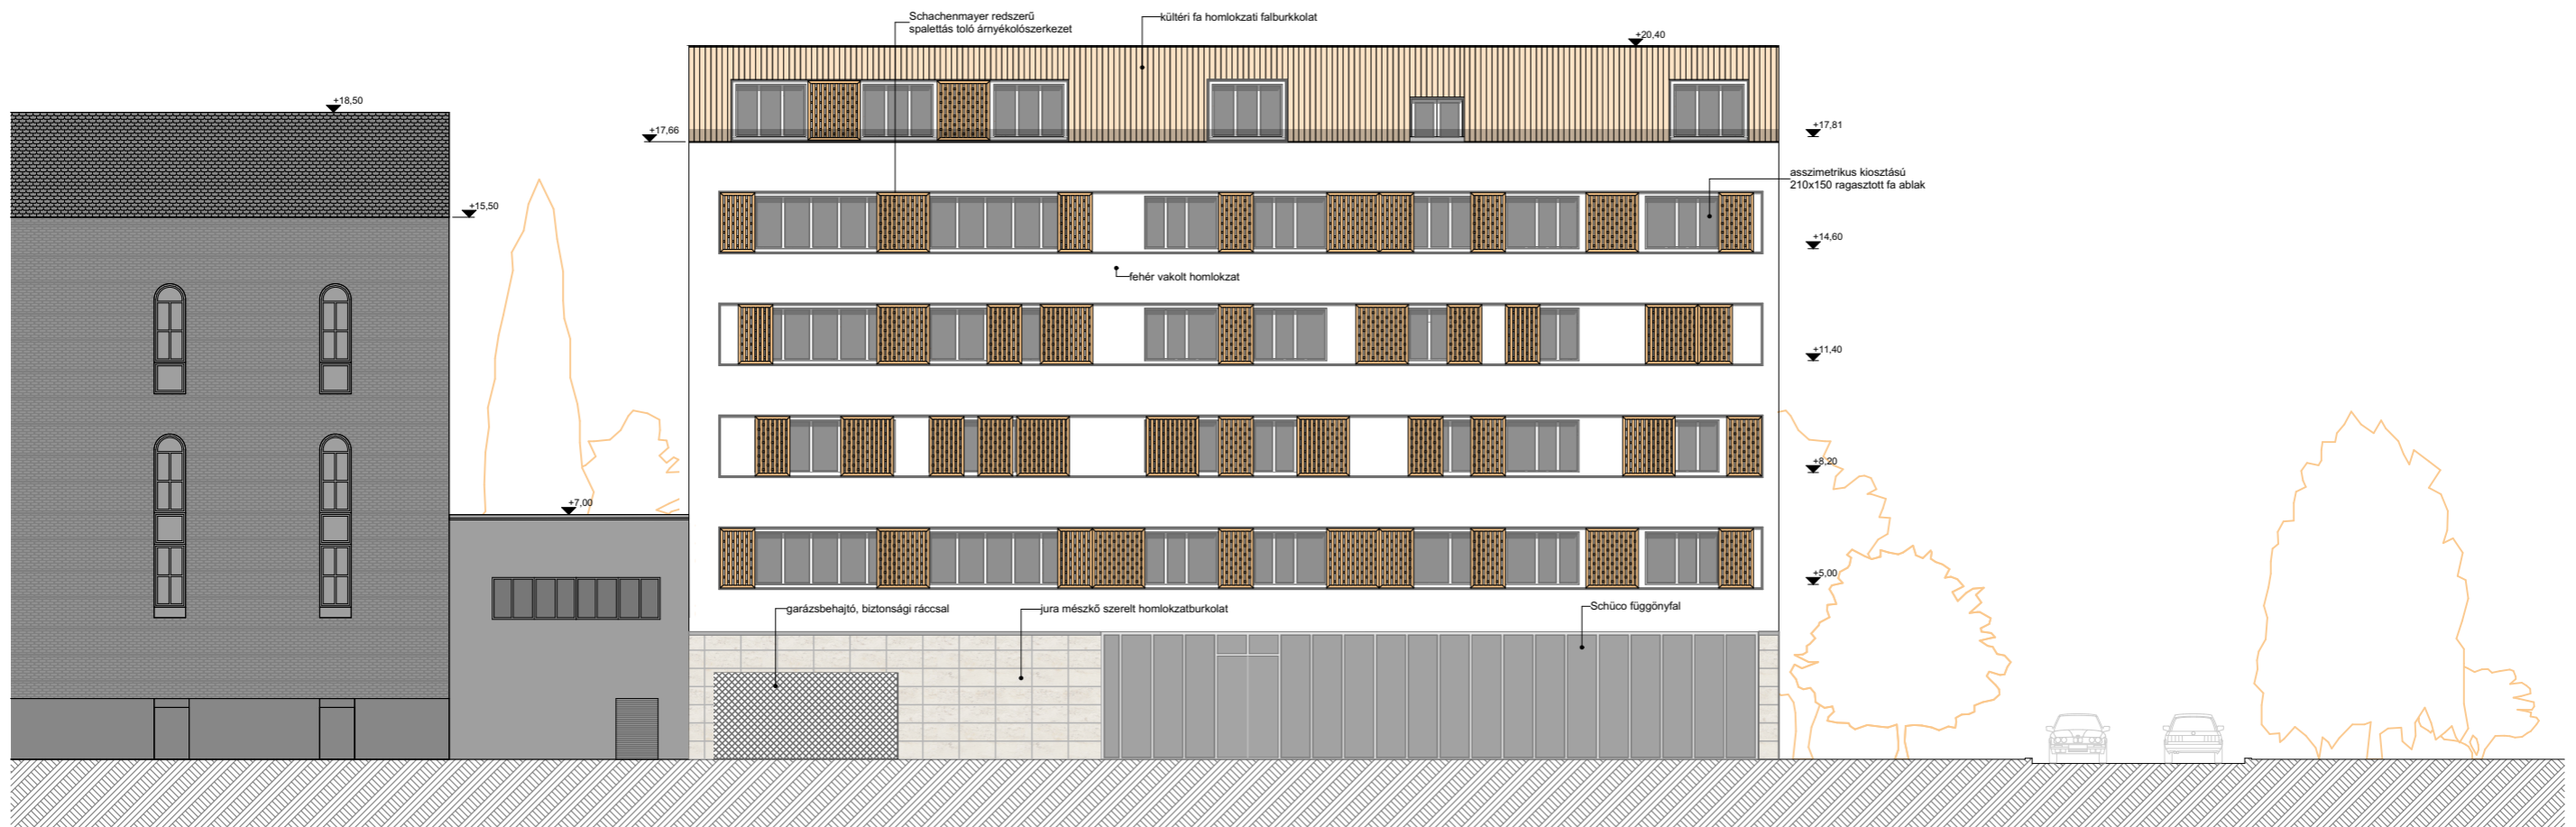 Schachenmayer redszerű
spalettás toló árnyékolószerkezet
kültéri fa homlokzati falburkkolat
+20,40
+18,50
+17,66
+17,81
asszimetrikus kiosztású
210x150 ragasztott fa ablak
+15,50
+14,60
fehér vakolt homlokzat
+11,40
+8,20
+7,00
+5,00
garázsbehajtó, biztonsági ráccsal
jura mészkő szerelt homlokzatburkolat
Schüco függönyfal